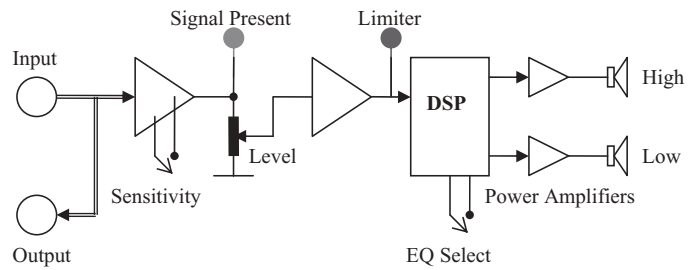 Signal Present
Limiter
Input
DSP
High
Level
Low
Sensitivity
Power Amplifiers
Output
EQ Select